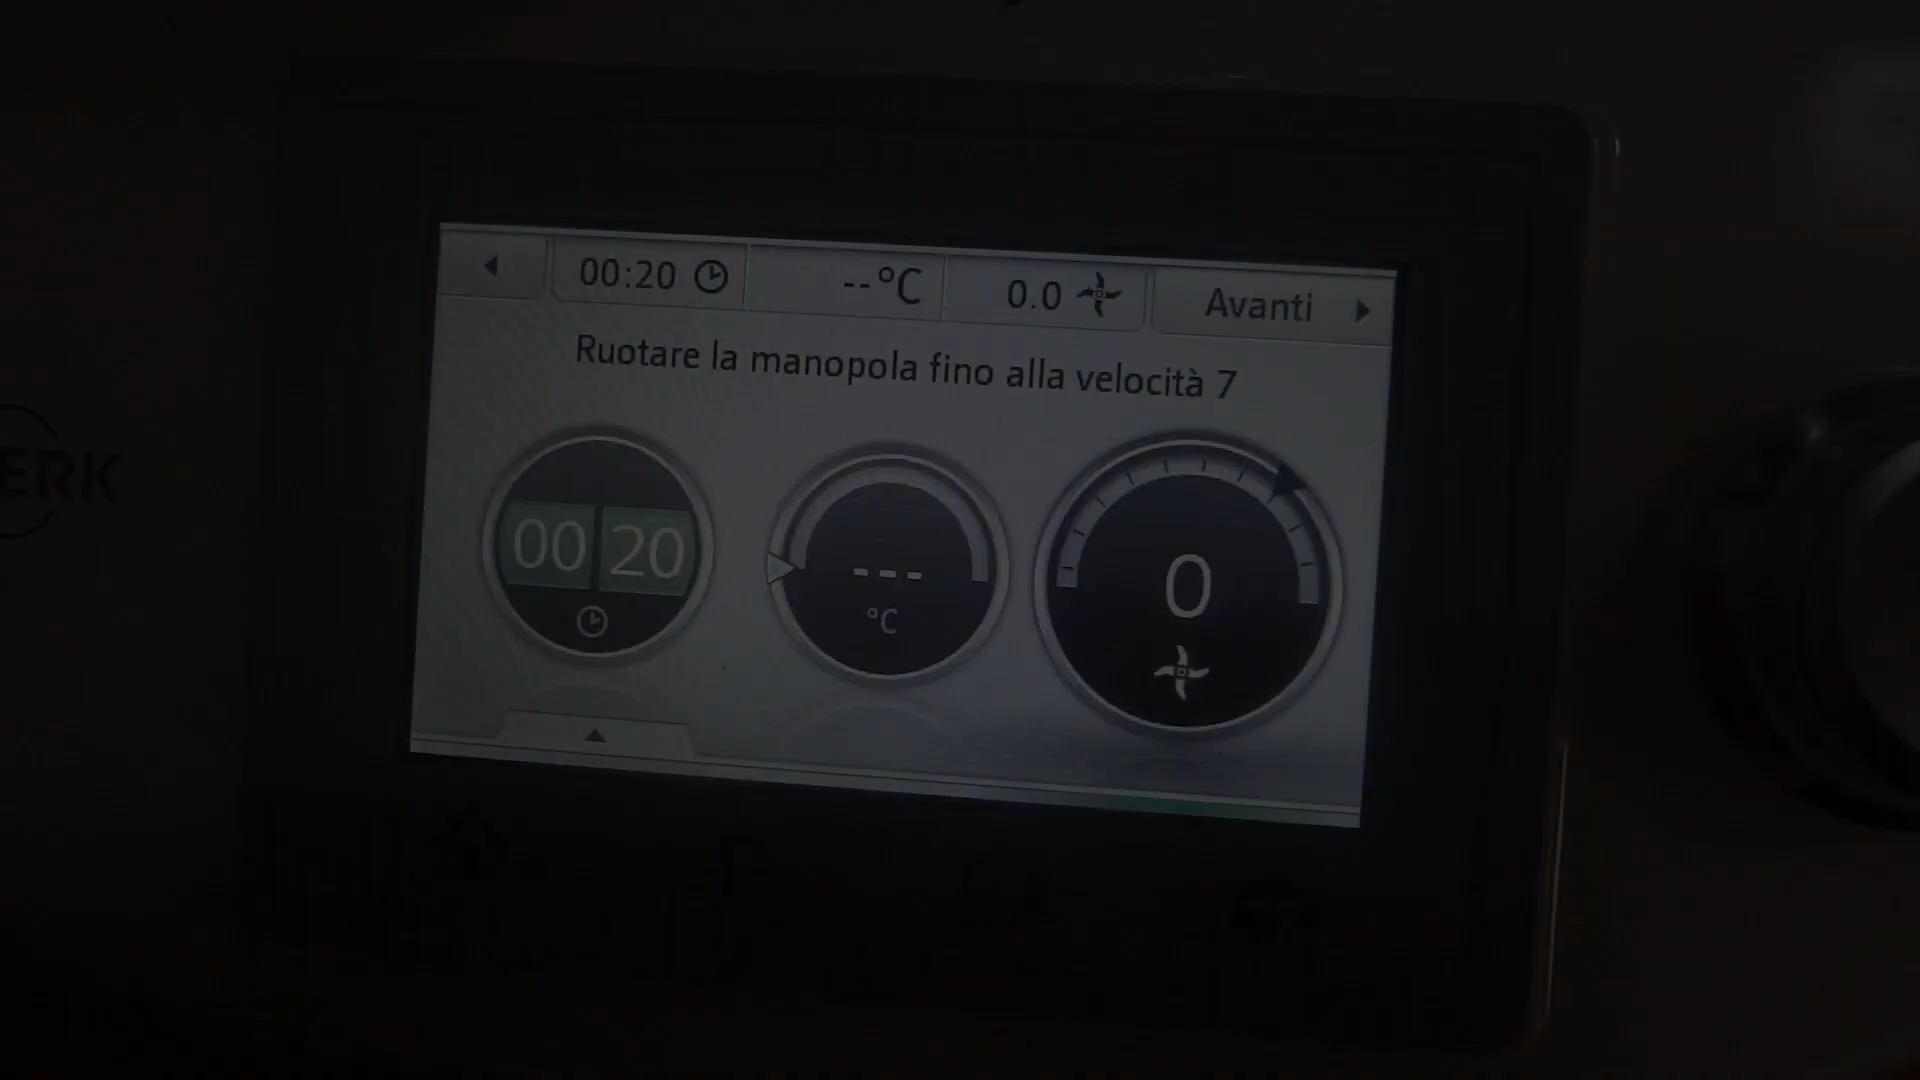 00:20 --°C 0.0 Avanti
Ruotare la manopola fino alla velocità 7
00 20
---
°C
0
ERK